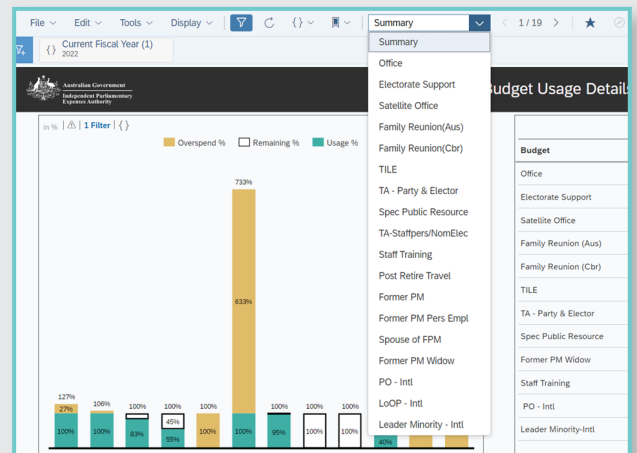 File Edit Tools Display Summary 1/19
{ } Current Fiscal Year (1)
2022
Summary
Office
Electorate Support
Satellite Office
Family Reunion(Aus)
Family Reunion(Cbr)
TILE
TA - Party & Elector
Spec Public Resource
TA-Staffpers/NomElec
Staff Training
Post Retire Travel
Former PM
Former PM Pers Empl
Spouse of FPM
Former PM Widow
PO - Intl
LoOP - Intl
Leader Minority - Intl
Australian Government
Independent Parliamentary
Expenses Authority
udget Usage Detail
in % 1 Filter { }
Overspend % Remaining % Usage %
733%
633%
127% 106% 100% 100% 100% 100% 100% 100%
27% 45%
100% 100% 83% 55% 100% 100% 95% 100% 100% 40%
Budget
Office
Electorate Support
Satellite Office
Family Reunion (Aus)
Family Reunion (Cbr)
TILE
TA - Party & Elector
Spec Public Resource
Former PM Widow
Staff Training
PO - Intl
Leader Minority-Intl